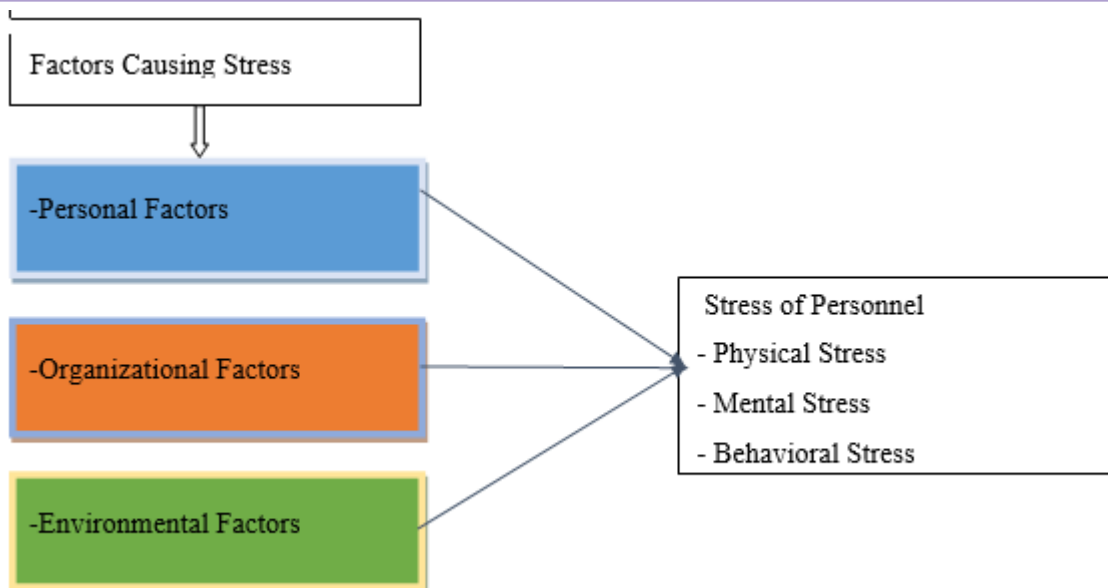 Factors Causing Stress
-Personal Factors
-Organizational Factors
-Environmental Factors
Stress of Personnel
- Physical Stress
- Mental Stress
- Behavioral Stress